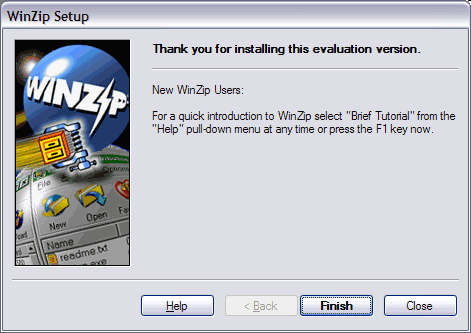 WinZip Setup
Thank you for installing this evaluation version.
WINZIP
New WinZip Users:
For a quick introduction to WinZip select "Brief Tutorial" from the
"Help" pull-down menu at any time or press the F1 key now.
File
New
Open
Name
readme.txt
Help
< Back
Finish
Close